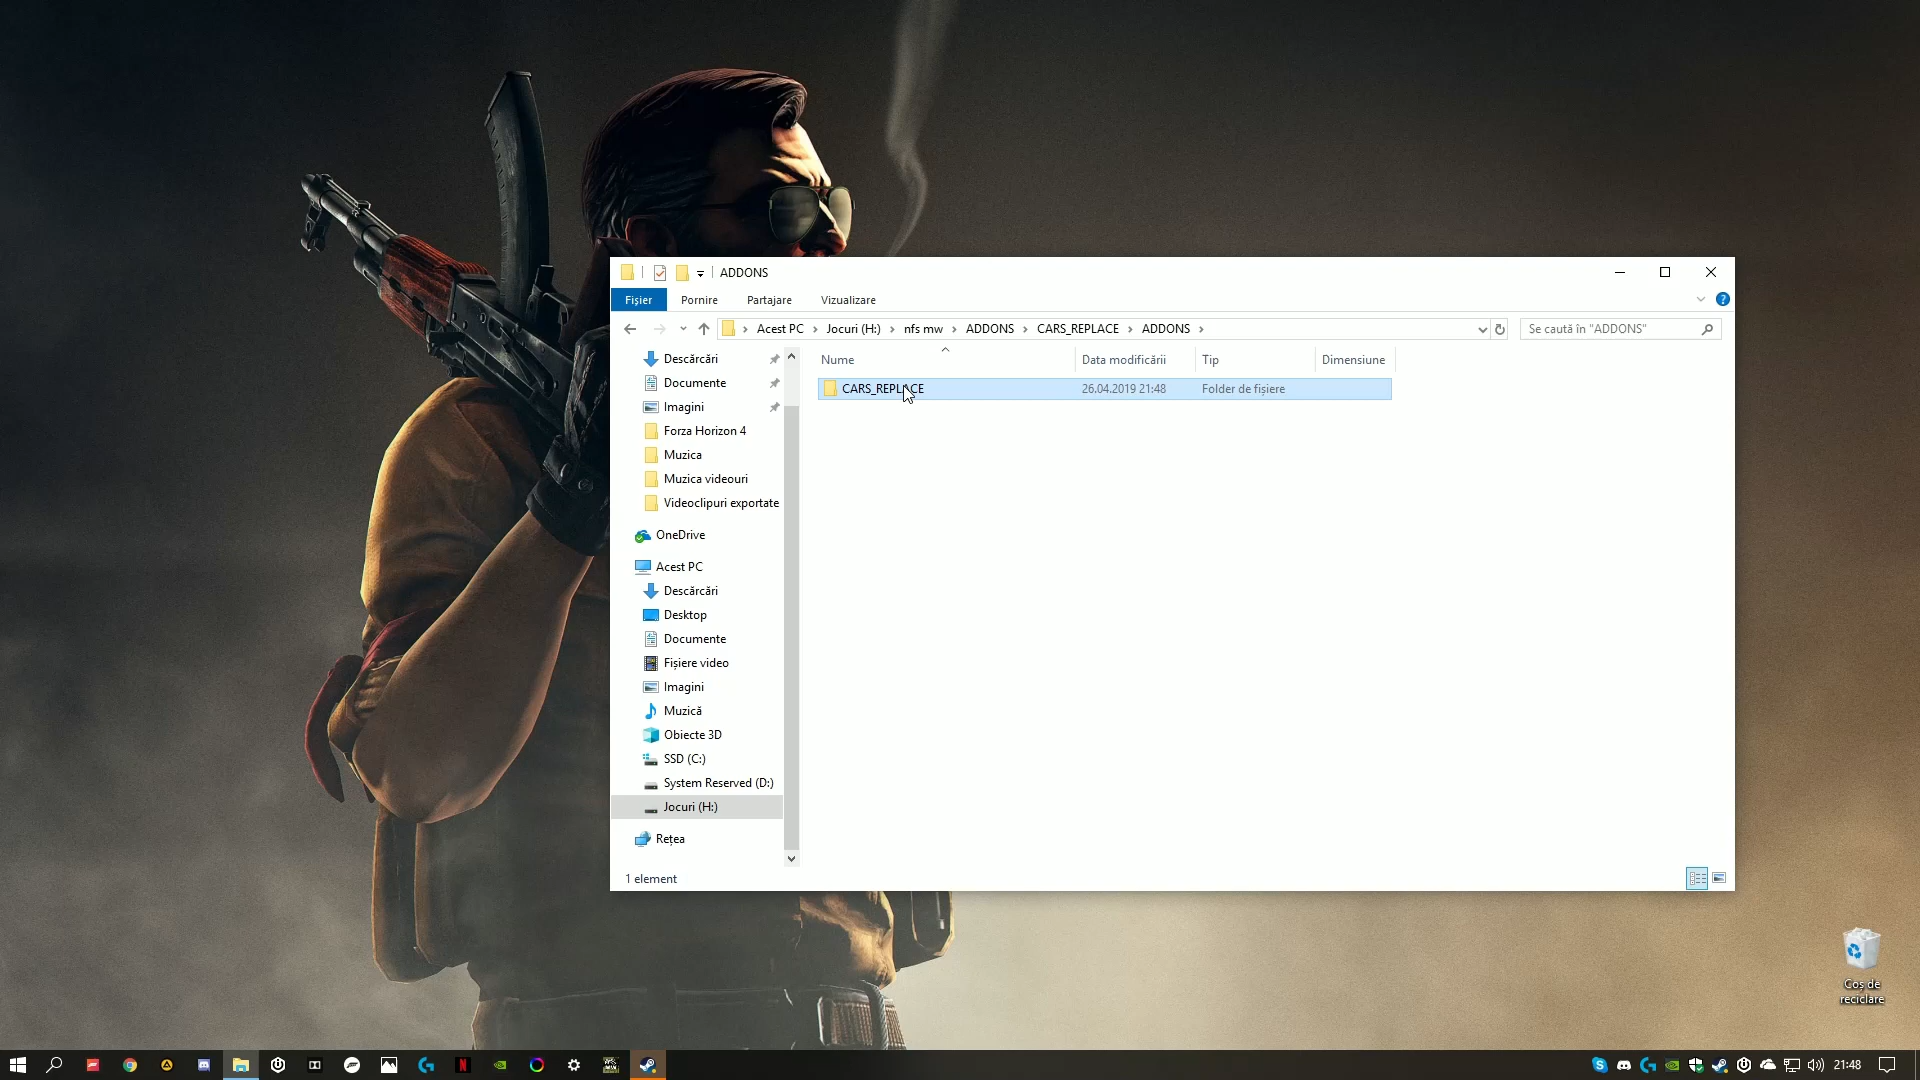 ADDONS
Fișier Pornire Partajare Vizualizare
Acest PC Jocuri (H:) nfs mw ADDONS CARS_REPLACE ADDONS
Se caută în "ADDONS"
Nume Data modificării Tip Dimensiune
CARS_REPLACE 26.04.2019 21:48 Folder de fișiere
Descărcări
Documente
Imagini
Forza Horizon 4
Muzica
Muzica videouri
Videoclipuri exportate
OneDrive
Acest PC
Descărcări
Desktop
Documente
Fișiere video
Imagini
Muzică
Obiecte 3D
SSD (C:)
System Reserved (D:)
Jocuri (H:)
Rețea
1 element
Coș de
reciclare
21:48